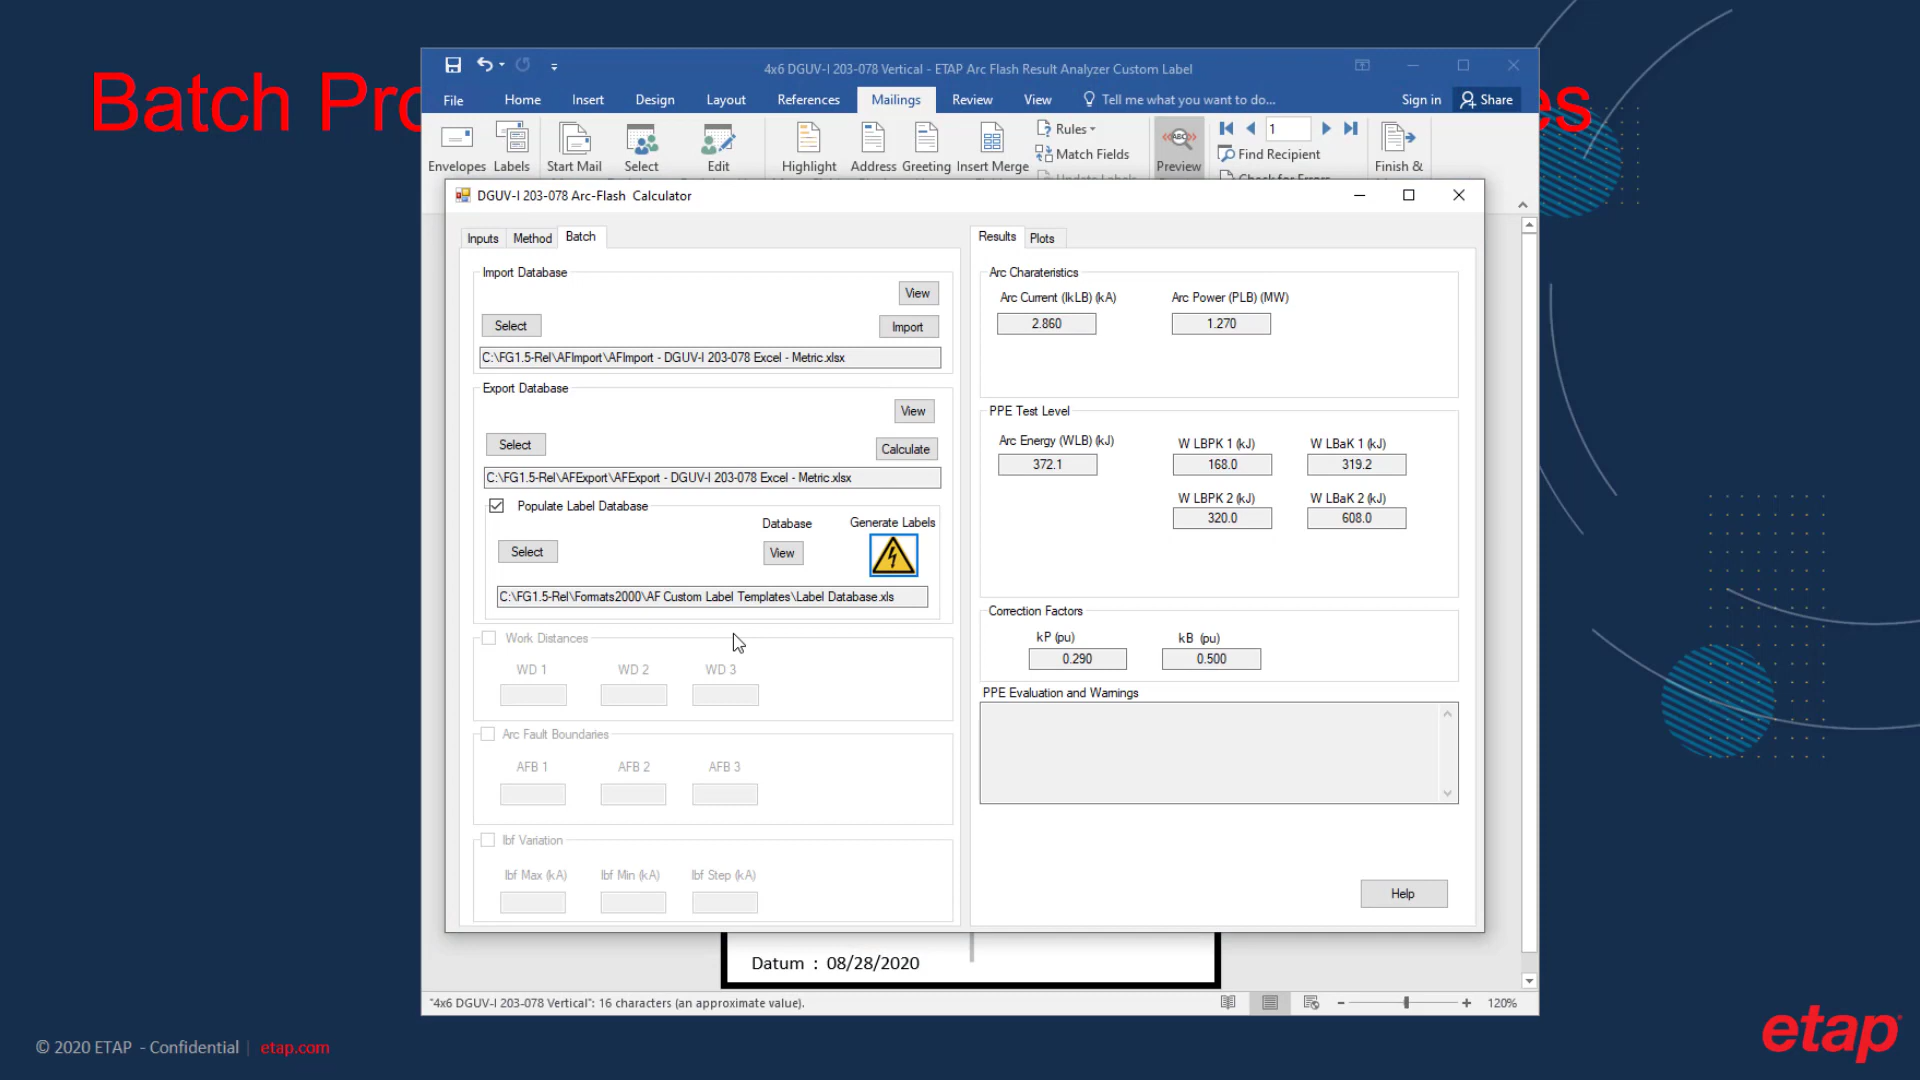 Batch Pro
es
4x6 DGUV-I 203-078 Vertical - ETAP Arc Flash Result Analyzer Custom Label
File Home Insert Design Layout References Mailings Review View Tell me what you want to do... Sign in Share
Envelopes Labels Start Mail Select Edit Highlight Address Greeting Insert Merge
Rules
Match Fields
Update Labels
ABC
Preview
1
Find Recipient
Check for Errors
Finish &
DGUV-I 203-078 Arc-Flash Calculator
Inputs Method Batch
Import Database
View
Select
Import
C:\FG1.5-Rel\AFImport\AFImport - DGUV-I 203-078 Excel - Metric.xlsx
Export Database
View
Select
Calculate
C:\FG1.5-Rel\AFExport\AFExport - DGUV-I 203-078 Excel - Metric.xlsx
Populate Label Database
Database Generate Labels
Select View
C:\FG1.5-Rel\Formats2000\AF Custom Label Templates\Label Database.xls
Work Distances
WD 1 WD 2 WD 3
Arc Fault Boundaries
AFB 1 AFB 2 AFB 3
Ibf Variation
Ibf Max (kA) Ibf Min (kA) Ibf Step (kA)
Results Plots
Arc Charateristics
Arc Current (IkLB) (kA) Arc Power (PLB) (MW)
2.860 1.270
PPE Test Level
Arc Energy (WLB) (kJ) W LBPK 1 (kJ) W LBaK 1 (kJ)
372.1 168.0 319.2
W LBPK 2 (kJ) W LBaK 2 (kJ)
320.0 608.0
Correction Factors
kP (pu) kB (pu)
0.290 0.500
PPE Evaluation and Warnings
Help
Datum : 08/28/2020
"4x6 DGUV-I 203-078 Vertical": 16 characters (an approximate value).
120%
© 2020 ETAP - Confidential | etap.com
etap